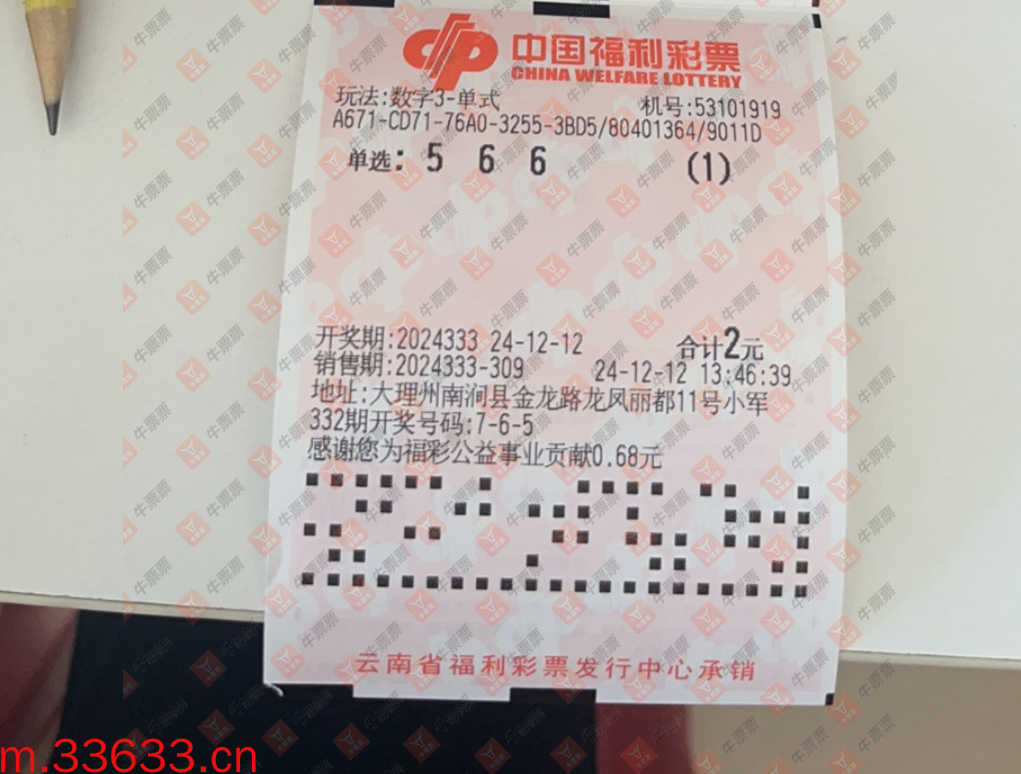 中国福利彩票
CHINA WELFARE LOTTERY
玩法:数字3-单式 机号:53101919
A671-CD71-76A0-3255-3BD5/80401364/9011D
单选: 5 6 6 (1)
开奖期:2024333 24-12-12 合计2元
销售期:2024333-309 24-12-12 13:46:39
地址:大理州南涧县金龙路龙凤丽都11号小军
332期开奖号码:7-6-5
感谢您为福彩公益事业贡献0.68元
云南省福利彩票发行中心承销
牛票票
m.33633.cn